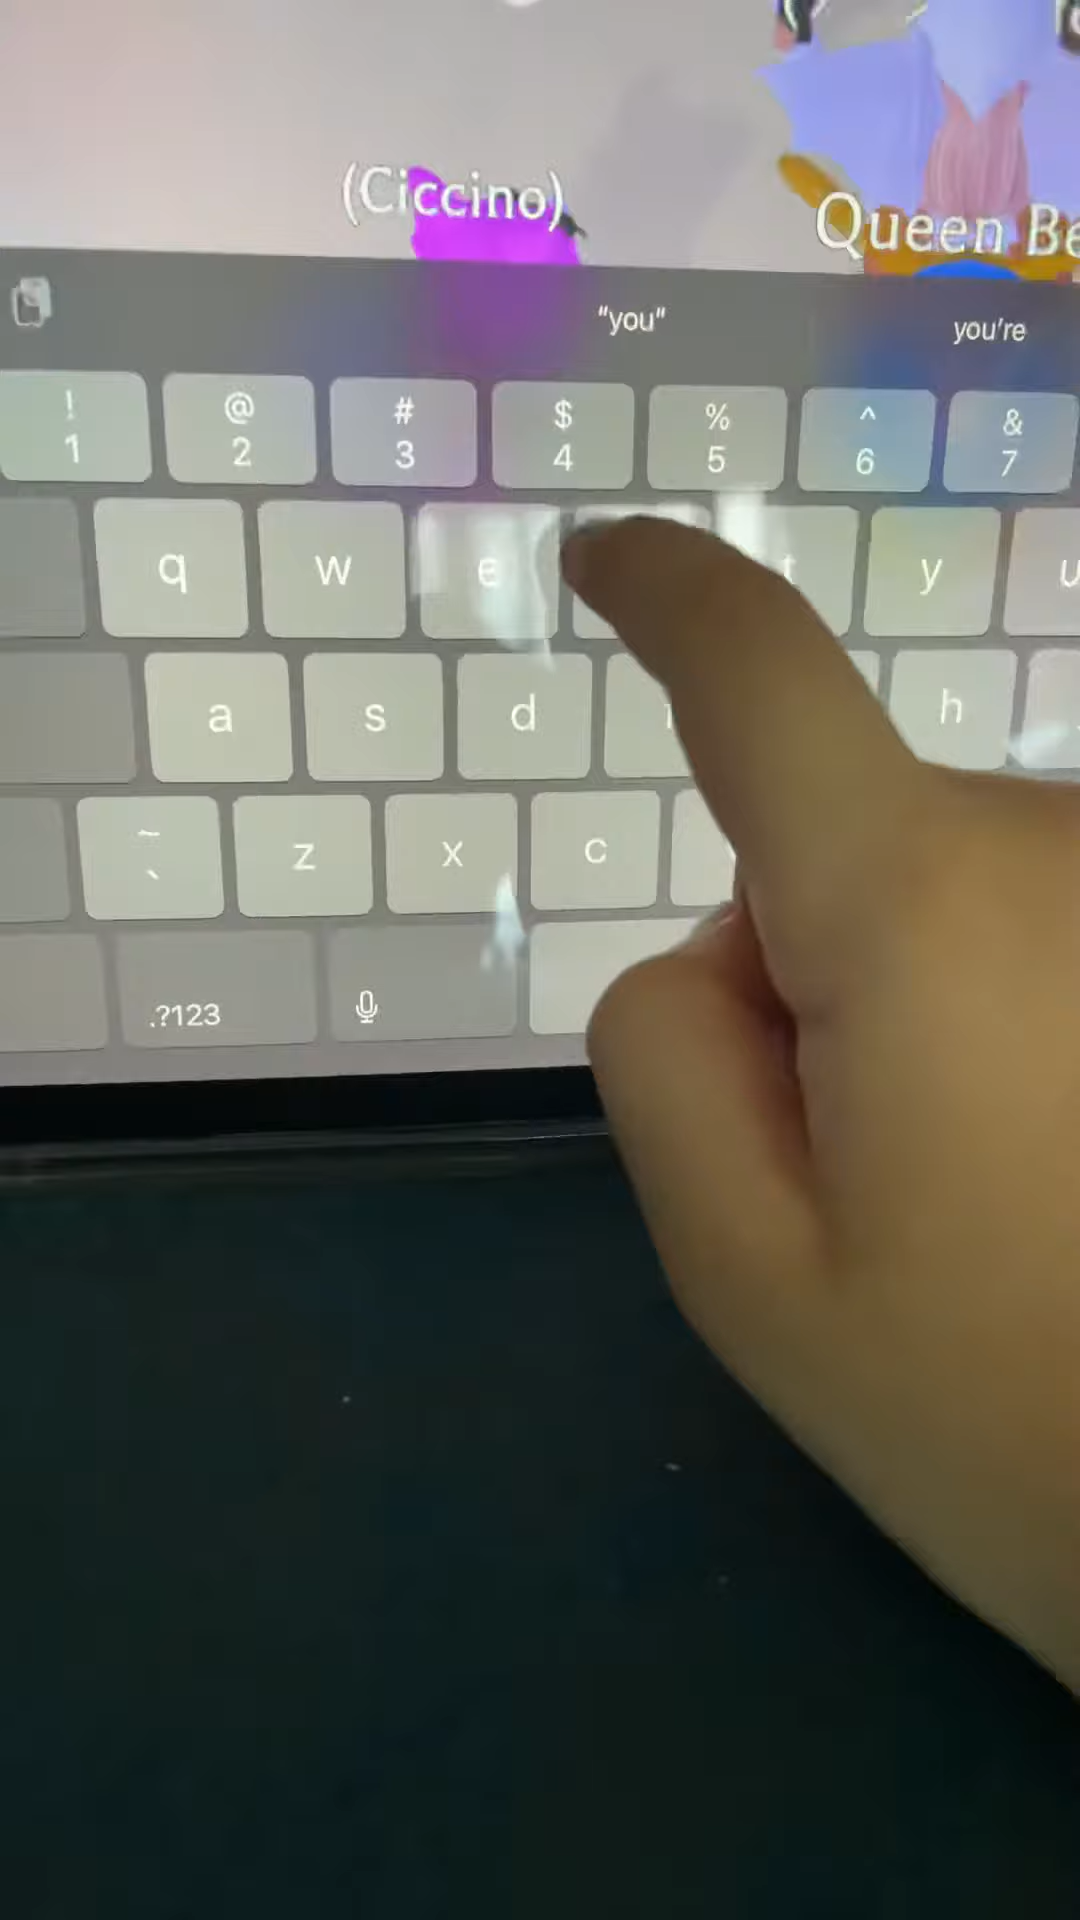 (Ciccino)
Queen Be
“you”
you're
! @ # $ % ^ &
1 2 3 4 5 6 7
q w e t y u
a s d h
~
`
z x c
.?123